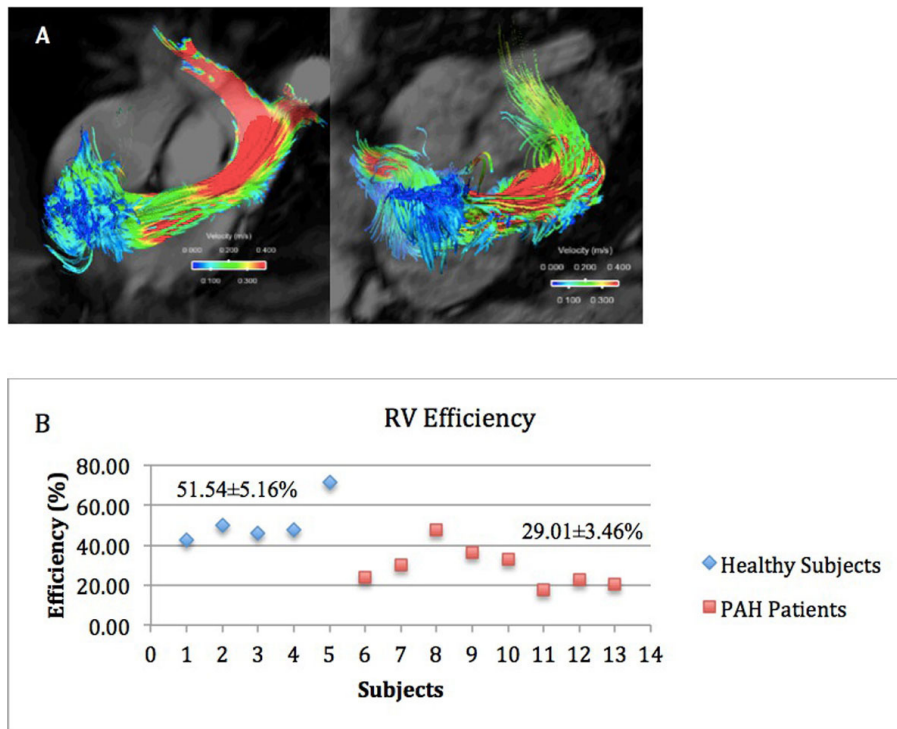 A
Velocity (m/s)
0.000 0.200 0.400
0.100 0.300
Velocity (m/s)
0.000 0.200 0.400
0.100 0.300
B
RV Efficiency
Efficiency (%)
80.00
60.00
40.00
20.00
0.00
51.54±5.16%
29.01±3.46%
0 1 2 3 4 5 6 7 8 9 10 11 12 13 14
Subjects
Healthy Subjects
PAH Patients